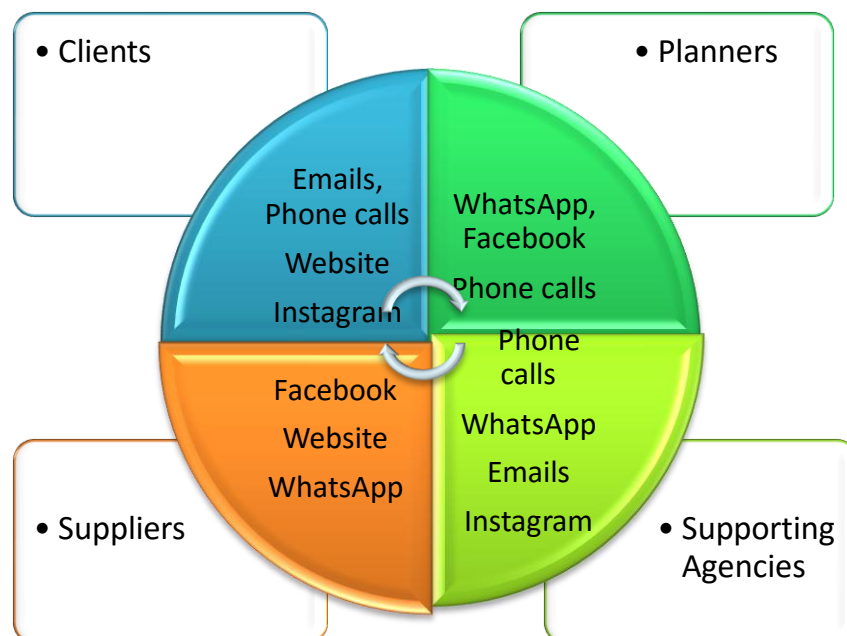 • Clients
• Planners
Emails,
Phone calls
Website
Instagram
WhatsApp,
Facebook
Phone calls
Facebook
Website
WhatsApp
Phone
calls
WhatsApp
Emails
Instagram
• Suppliers
• Supporting
Agencies